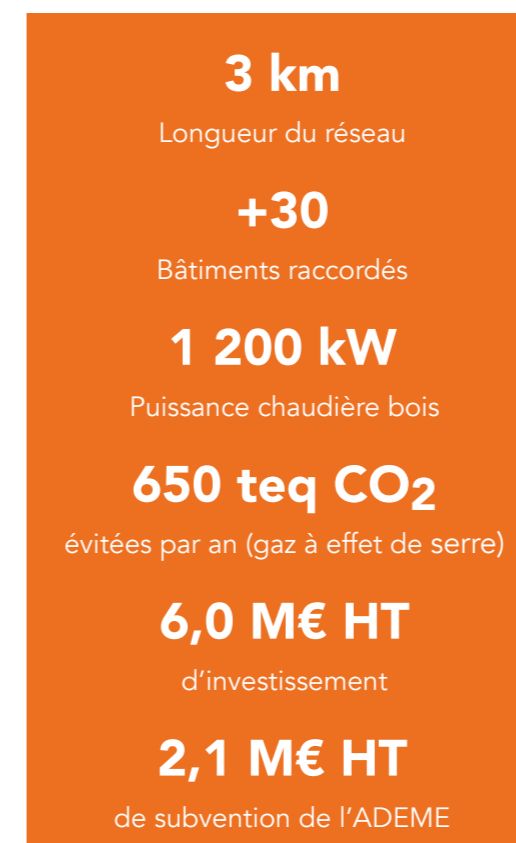 3 km
Longueur du réseau
+30
Bâtiments raccordés
1 200 kW
Puissance chaudière bois
650 teq CO2
évitées par an (gaz à effet de serre)
6,0 M€ HT
d’investissement
2,1 M€ HT
de subvention de l’ADEME